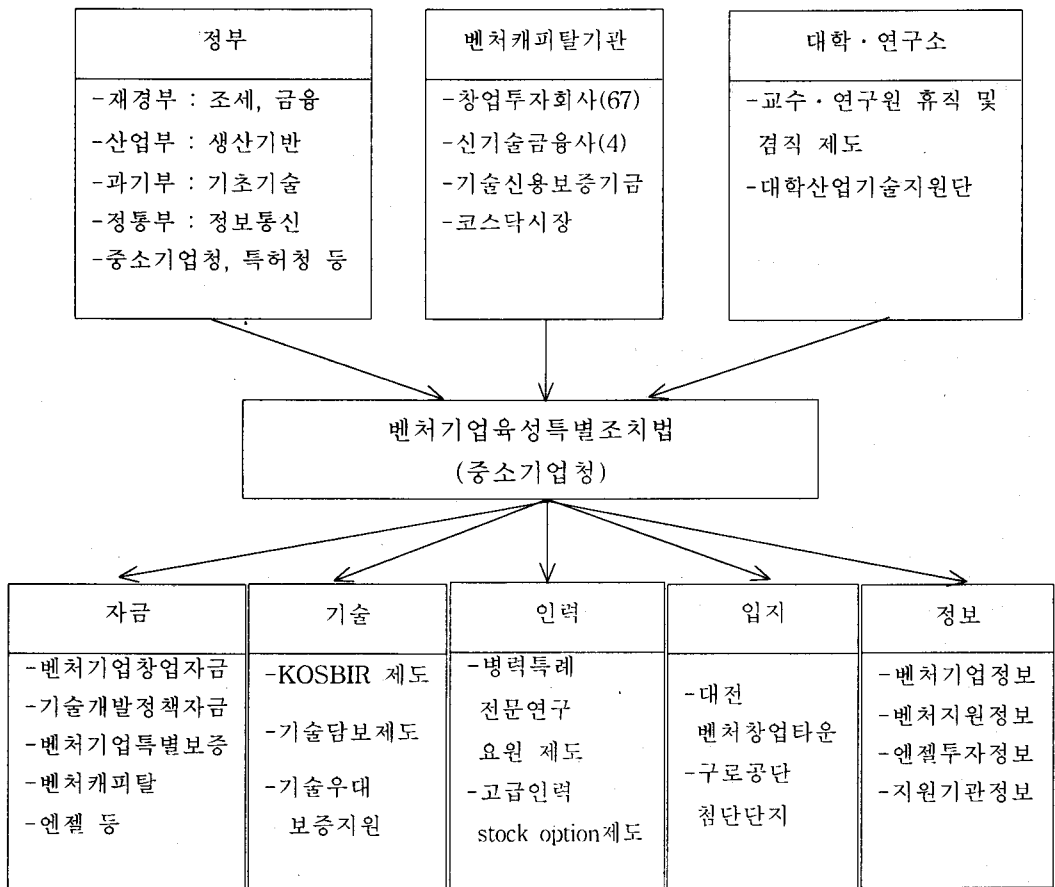 정부
-재경부 : 조세, 금융
-산업부 : 생산기반
-과기부 : 기초기술
-정통부 : 정보통신
-중소기업청, 특허청 등
벤처캐피탈기관
-창업투자회사(67)
-신기술금융사(4)
-기술신용보증기금
-코스닥시장
대학·연구소
-교수·연구원 휴직 및
겸직 제도
-대학산업기술지원단
벤처기업육성특별조치법
(중소기업청)
자금
-벤처기업창업자금
-기술개발정책자금
-벤처기업특별보증
-벤처캐피탈
-엔젤 등
기술
-KOSBIR 제도
-기술담보제도
-기술우대
보증지원
인력
-병력특례
전문연구
요원 제도
-고급인력
stock option제도
입지
-대전
벤처창업타운
-구로공단
첨단단지
정보
-벤처기업정보
-벤처지원정보
-엔젤투자정보
-지원기관정보